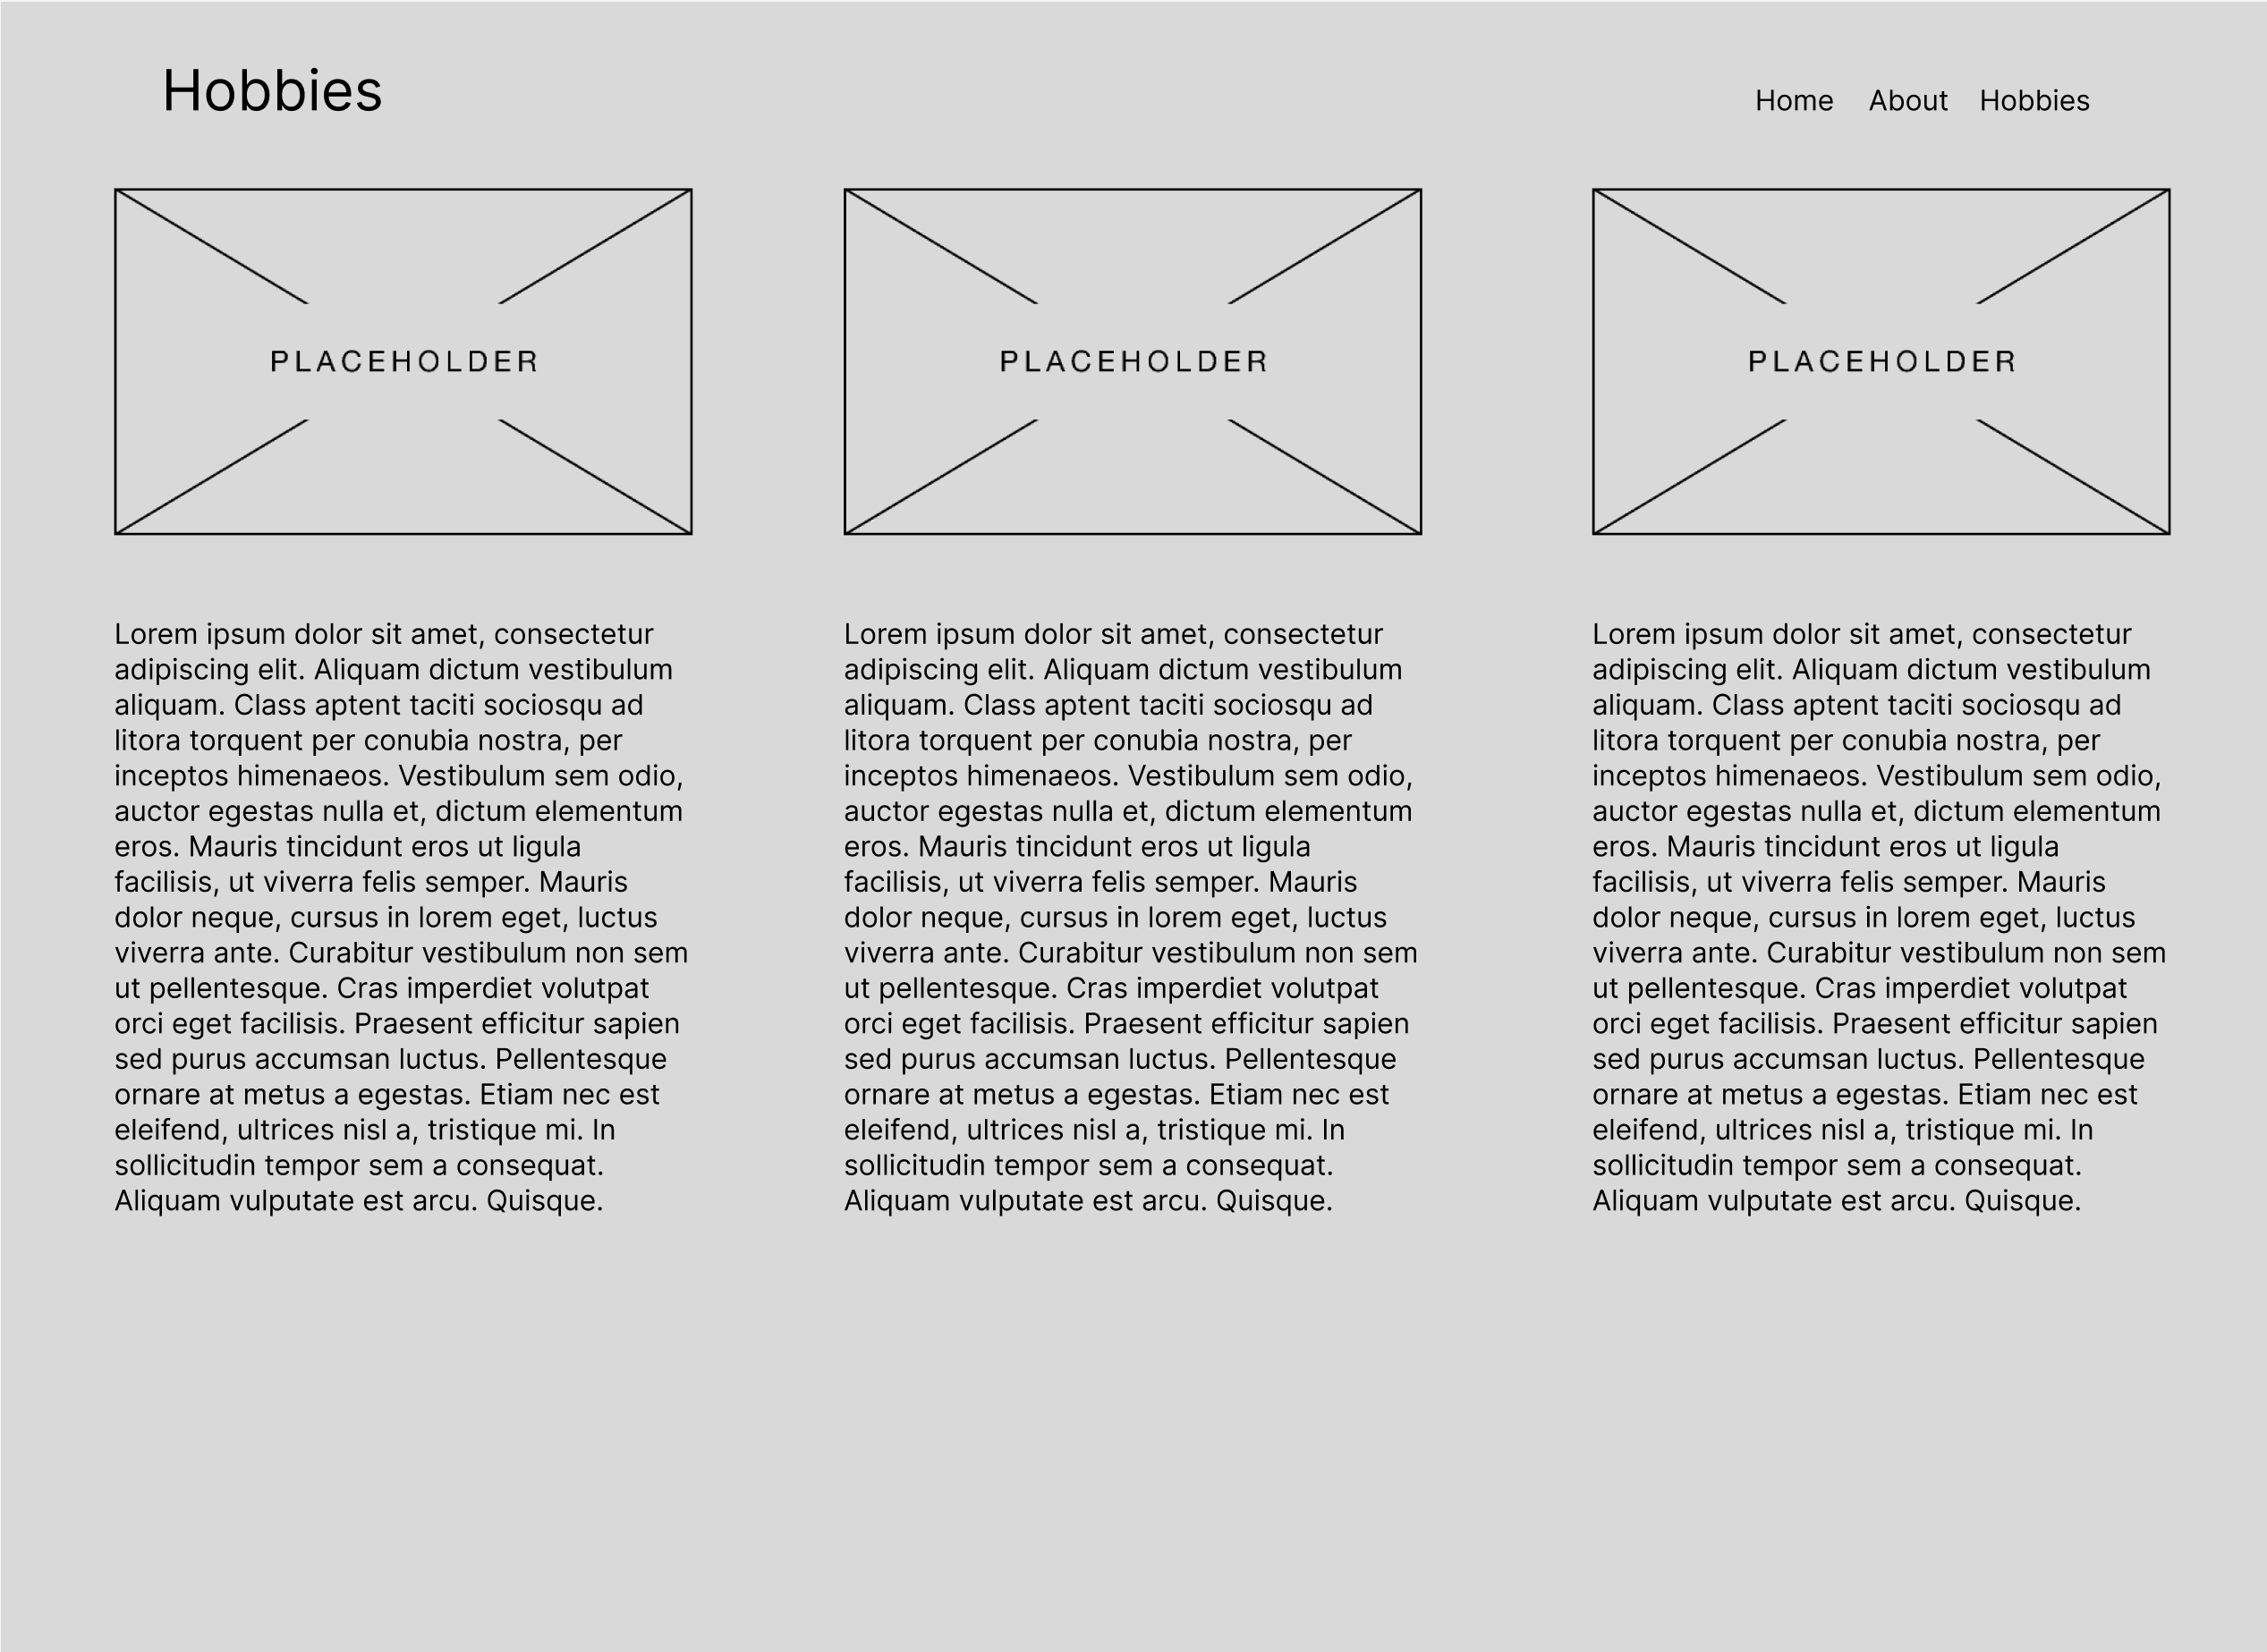 Hobbies
Home About Hobbies
PLACEHOLDER
PLACEHOLDER
PLACEHOLDER
Lorem ipsum dolor sit amet, consectetur
adipiscing elit. Aliquam dictum vestibulum
aliquam. Class aptent taciti sociosqu ad
litora torquent per conubia nostra, per
inceptos himenaeos. Vestibulum sem odio,
auctor egestas nulla et, dictum elementum
eros. Mauris tincidunt eros ut ligula
facilisis, ut viverra felis semper. Mauris
dolor neque, cursus in lorem eget, luctus
viverra ante. Curabitur vestibulum non sem
ut pellentesque. Cras imperdiet volutpat
orci eget facilisis. Praesent efficitur sapien
sed purus accumsan luctus. Pellentesque
ornare at metus a egestas. Etiam nec est
eleifend, ultrices nisl a, tristique mi. In
sollicitudin tempor sem a consequat.
Aliquam vulputate est arcu. Quisque.
Lorem ipsum dolor sit amet, consectetur
adipiscing elit. Aliquam dictum vestibulum
aliquam. Class aptent taciti sociosqu ad
litora torquent per conubia nostra, per
inceptos himenaeos. Vestibulum sem odio,
auctor egestas nulla et, dictum elementum
eros. Mauris tincidunt eros ut ligula
facilisis, ut viverra felis semper. Mauris
dolor neque, cursus in lorem eget, luctus
viverra ante. Curabitur vestibulum non sem
ut pellentesque. Cras imperdiet volutpat
orci eget facilisis. Praesent efficitur sapien
sed purus accumsan luctus. Pellentesque
ornare at metus a egestas. Etiam nec est
eleifend, ultrices nisl a, tristique mi. In
sollicitudin tempor sem a consequat.
Aliquam vulputate est arcu. Quisque.
Lorem ipsum dolor sit amet, consectetur
adipiscing elit. Aliquam dictum vestibulum
aliquam. Class aptent taciti sociosqu ad
litora torquent per conubia nostra, per
inceptos himenaeos. Vestibulum sem odio,
auctor egestas nulla et, dictum elementum
eros. Mauris tincidunt eros ut ligula
facilisis, ut viverra felis semper. Mauris
dolor neque, cursus in lorem eget, luctus
viverra ante. Curabitur vestibulum non sem
ut pellentesque. Cras imperdiet volutpat
orci eget facilisis. Praesent efficitur sapien
sed purus accumsan luctus. Pellentesque
ornare at metus a egestas. Etiam nec est
eleifend, ultrices nisl a, tristique mi. In
sollicitudin tempor sem a consequat.
Aliquam vulputate est arcu. Quisque.